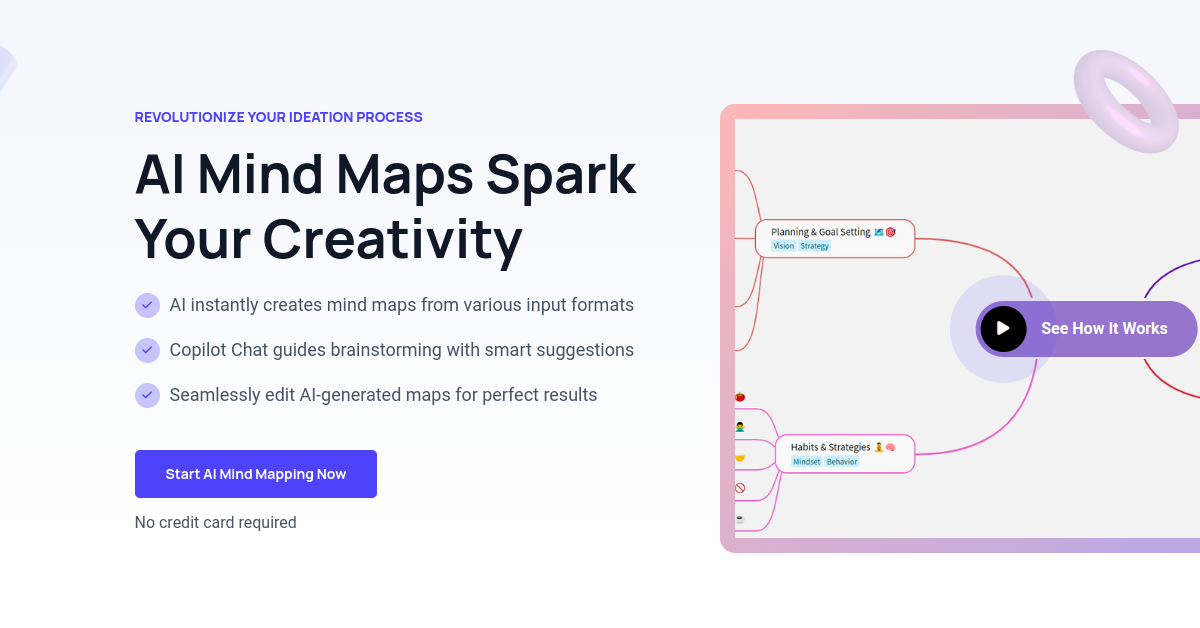 REVOLUTIONIZE YOUR IDEATION PROCESS
AI Mind Maps Spark
Your Creativity
AI instantly creates mind maps from various input formats
Copilot Chat guides brainstorming with smart suggestions
Seamlessly edit AI-generated maps for perfect results
Start AI Mind Mapping Now
No credit card required
Planning & Goal Setting 🗺️🎯
Vision Strategy
See How It Works
Habits & Strategies 🧘🧠
Mindset Behavior